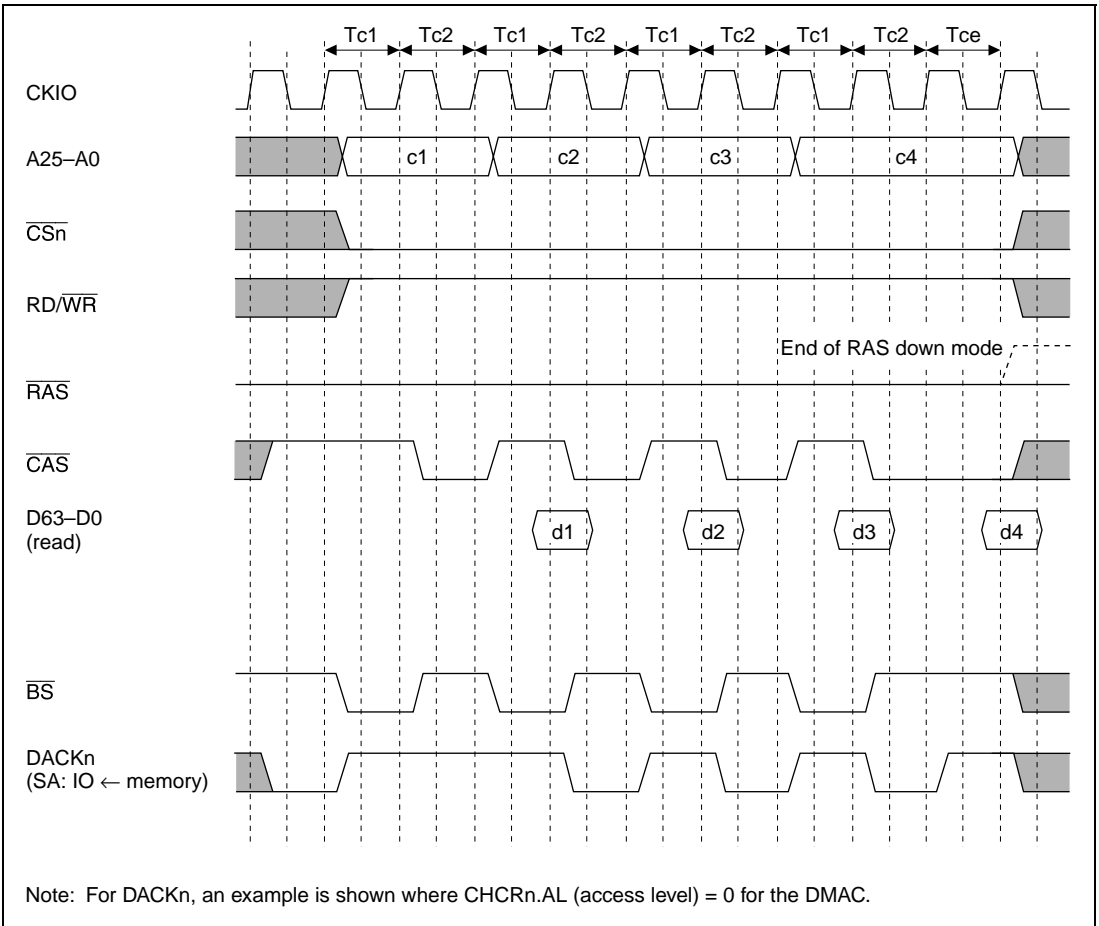 Tc1 Tc2 Tc1 Tc2 Tc1 Tc2 Tc1 Tc2 Tce
CKIO
A25–A0
c1 c2 c3 c4
CSn
RD/WR
End of RAS down mode
RAS
CAS
D63–D0
(read)
d1 d2 d3 d4
BS
DACKn
(SA: IO ← memory)
Note: For DACKn, an example is shown where CHCRn.AL (access level) = 0 for the DMAC.